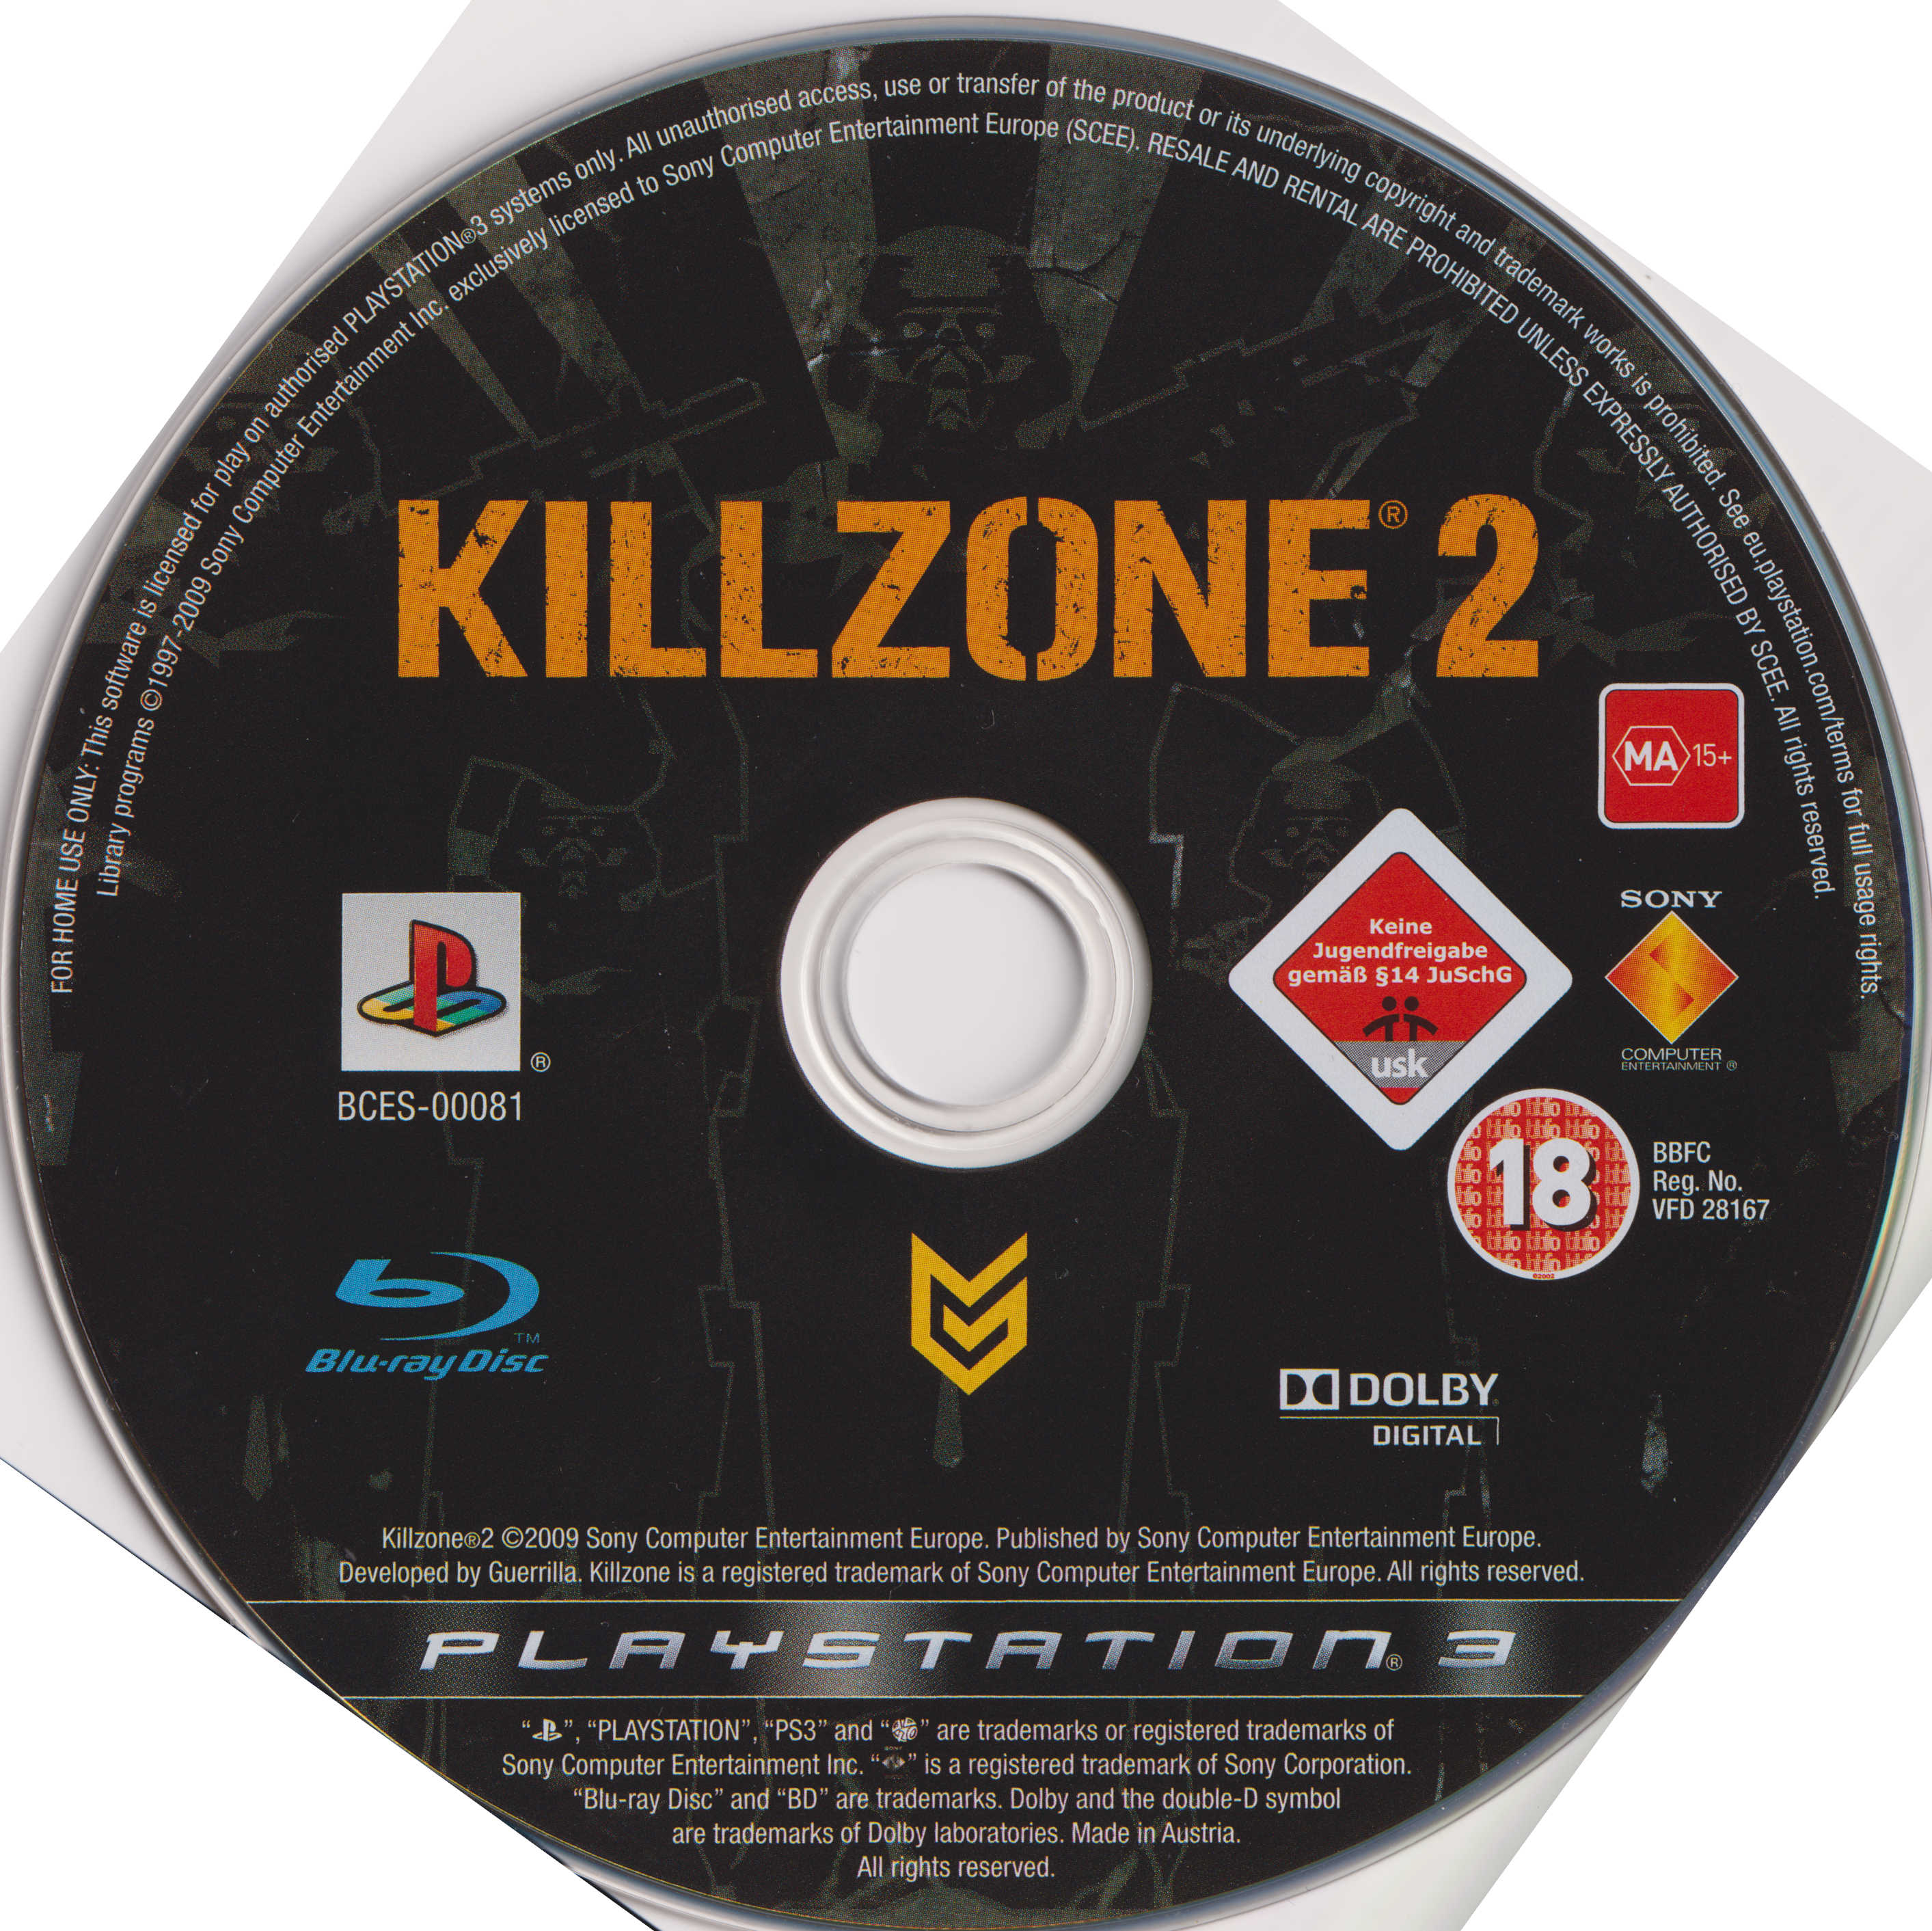 FOR HOME USE ONLY: This software is licensed for play on authorised PLAYSTATION®3 systems only. All unauthorised access, use or transfer of the product or its underlying copyright and trademark works is prohibited. See eu.playstation.com/terms for full usage rights.
Library programs ©1997-2009 Sony Computer Entertainment Inc. exclusively licensed to Sony Computer Entertainment Europe (SCEE). RESALE AND RENTAL ARE PROHIBITED UNLESS EXPRESSLY AUTHORISED BY SCEE. All rights reserved.
KILLZONE® 2
MA 15+
SONY
COMPUTER
ENTERTAINMENT ®
Keine
Jugendfreigabe
gemäß §14 JuSchG
usk
®
BCES-00081
18
©2002
BBFC
Reg. No.
VFD 28167
TM
Blu-ray Disc
DOLBY
DIGITAL
Killzone®2 ©2009 Sony Computer Entertainment Europe. Published by Sony Computer Entertainment Europe.
Developed by Guerrilla. Killzone is a registered trademark of Sony Computer Entertainment Europe. All rights reserved.
PLAYSTATION® 3
“ ”, “PLAYSTATION”, “PS3” and “ ” are trademarks or registered trademarks of
Sony Computer Entertainment Inc. “ ” is a registered trademark of Sony Corporation.
“Blu-ray Disc” and “BD” are trademarks. Dolby and the double-D symbol
are trademarks of Dolby laboratories. Made in Austria.
All rights reserved.